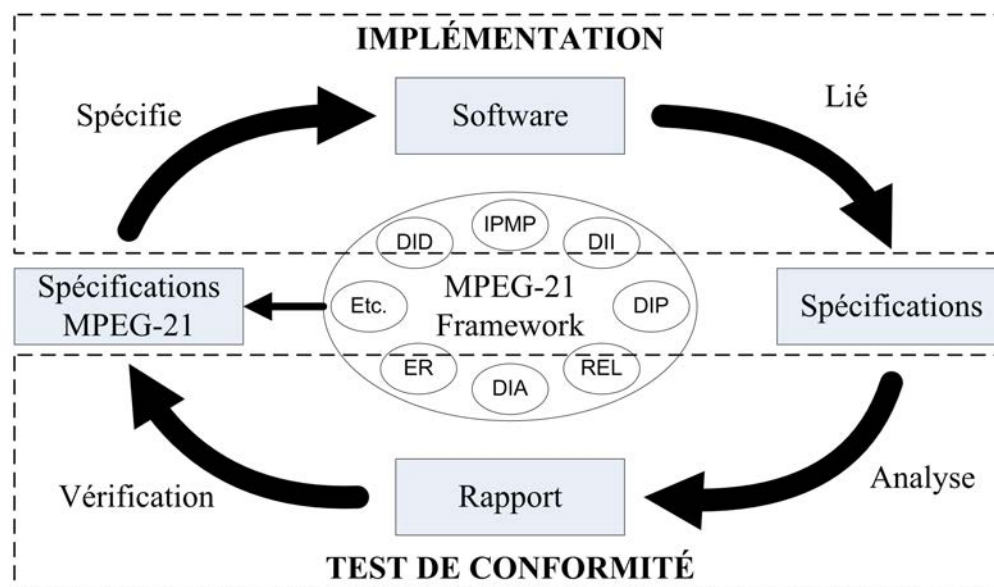 IMPLÉMENTATION
Spécifie
Software
Lié
IPMP
DID
DII
Spécifications
MPEG-21
Etc.
MPEG-21
Framework
DIP
Spécifications
ER
REL
DIA
Vérification
Rapport
Analyse
TEST DE CONFORMITÉ